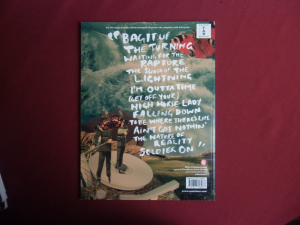 "BAG IT UP
THE TURNING
WAITING FOR THE
RAPTURE
THE SHOCK OF THE
LIGHTNING
I'M OUTTA TIME
(GET OFF YOUR)
HIGH HORSE LADY
FALLING DOWN
TO BE WHERE THERE'S LIFE
AIN'T GOT NOTHIN'
THE NATURE OF
REALITY
SOLDIER ON"